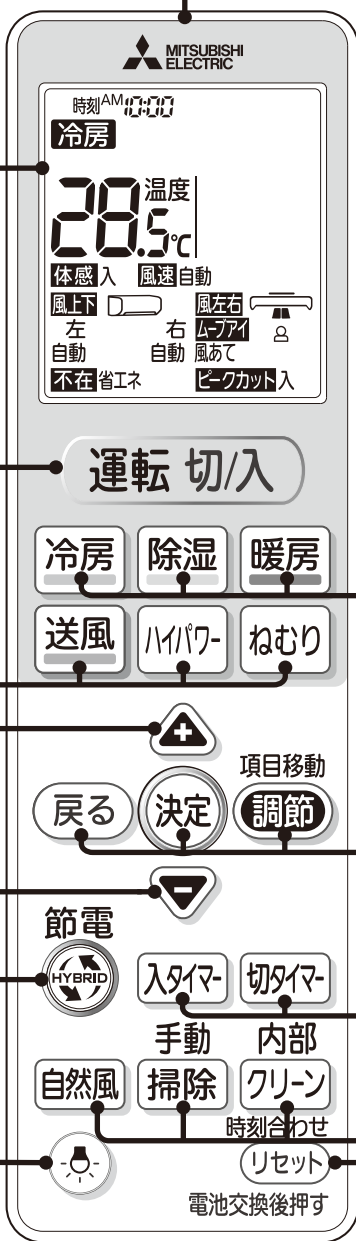 MITSUBISHI
ELECTRIC
時刻AM10:00
冷房
温度
28.5℃
体感 入 風速 自動
風上下 風左右
左 右 ムーブアイ
自動 自動 風あて
不在 省エネ ピークカット 入
運転 切/入
冷房 除湿 暖房
送風 ハイパワー ねむり
項目移動
戻る 決定 調節
節電
HYBRID
入タイマー 切タイマー
手動 内部
自然風 掃除 クリーン
時刻合わせ
リセット
電池交換後押す